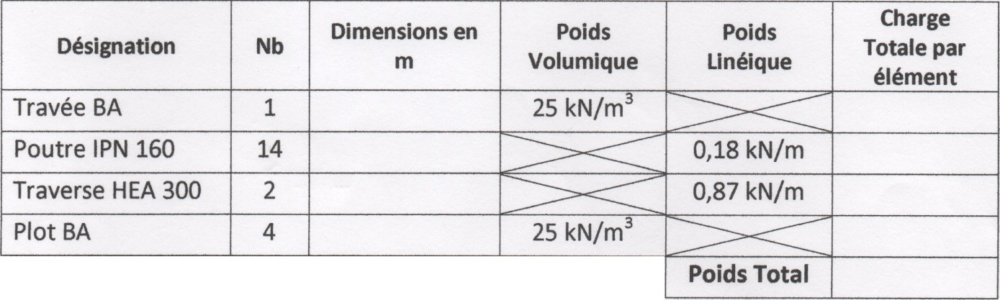 Désignation Nb Dimensions en m Poids Volumique Poids Linéique Charge Totale par élément
Travée BA 1 25 kN/m³
Poutre IPN 160 14 0,18 kN/m
Traverse HEA 300 2 0,87 kN/m
Plot BA 4 25 kN/m³
Poids Total